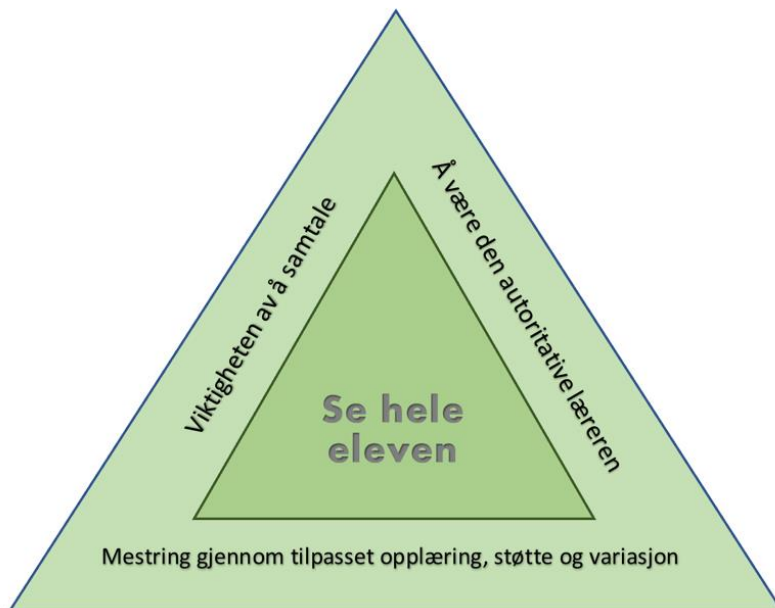 Viktigheten av å samtale
Å være den autoritative læreren
Se hele
eleven
Mestring gjennom tilpasset opplæring, støtte og variasjon